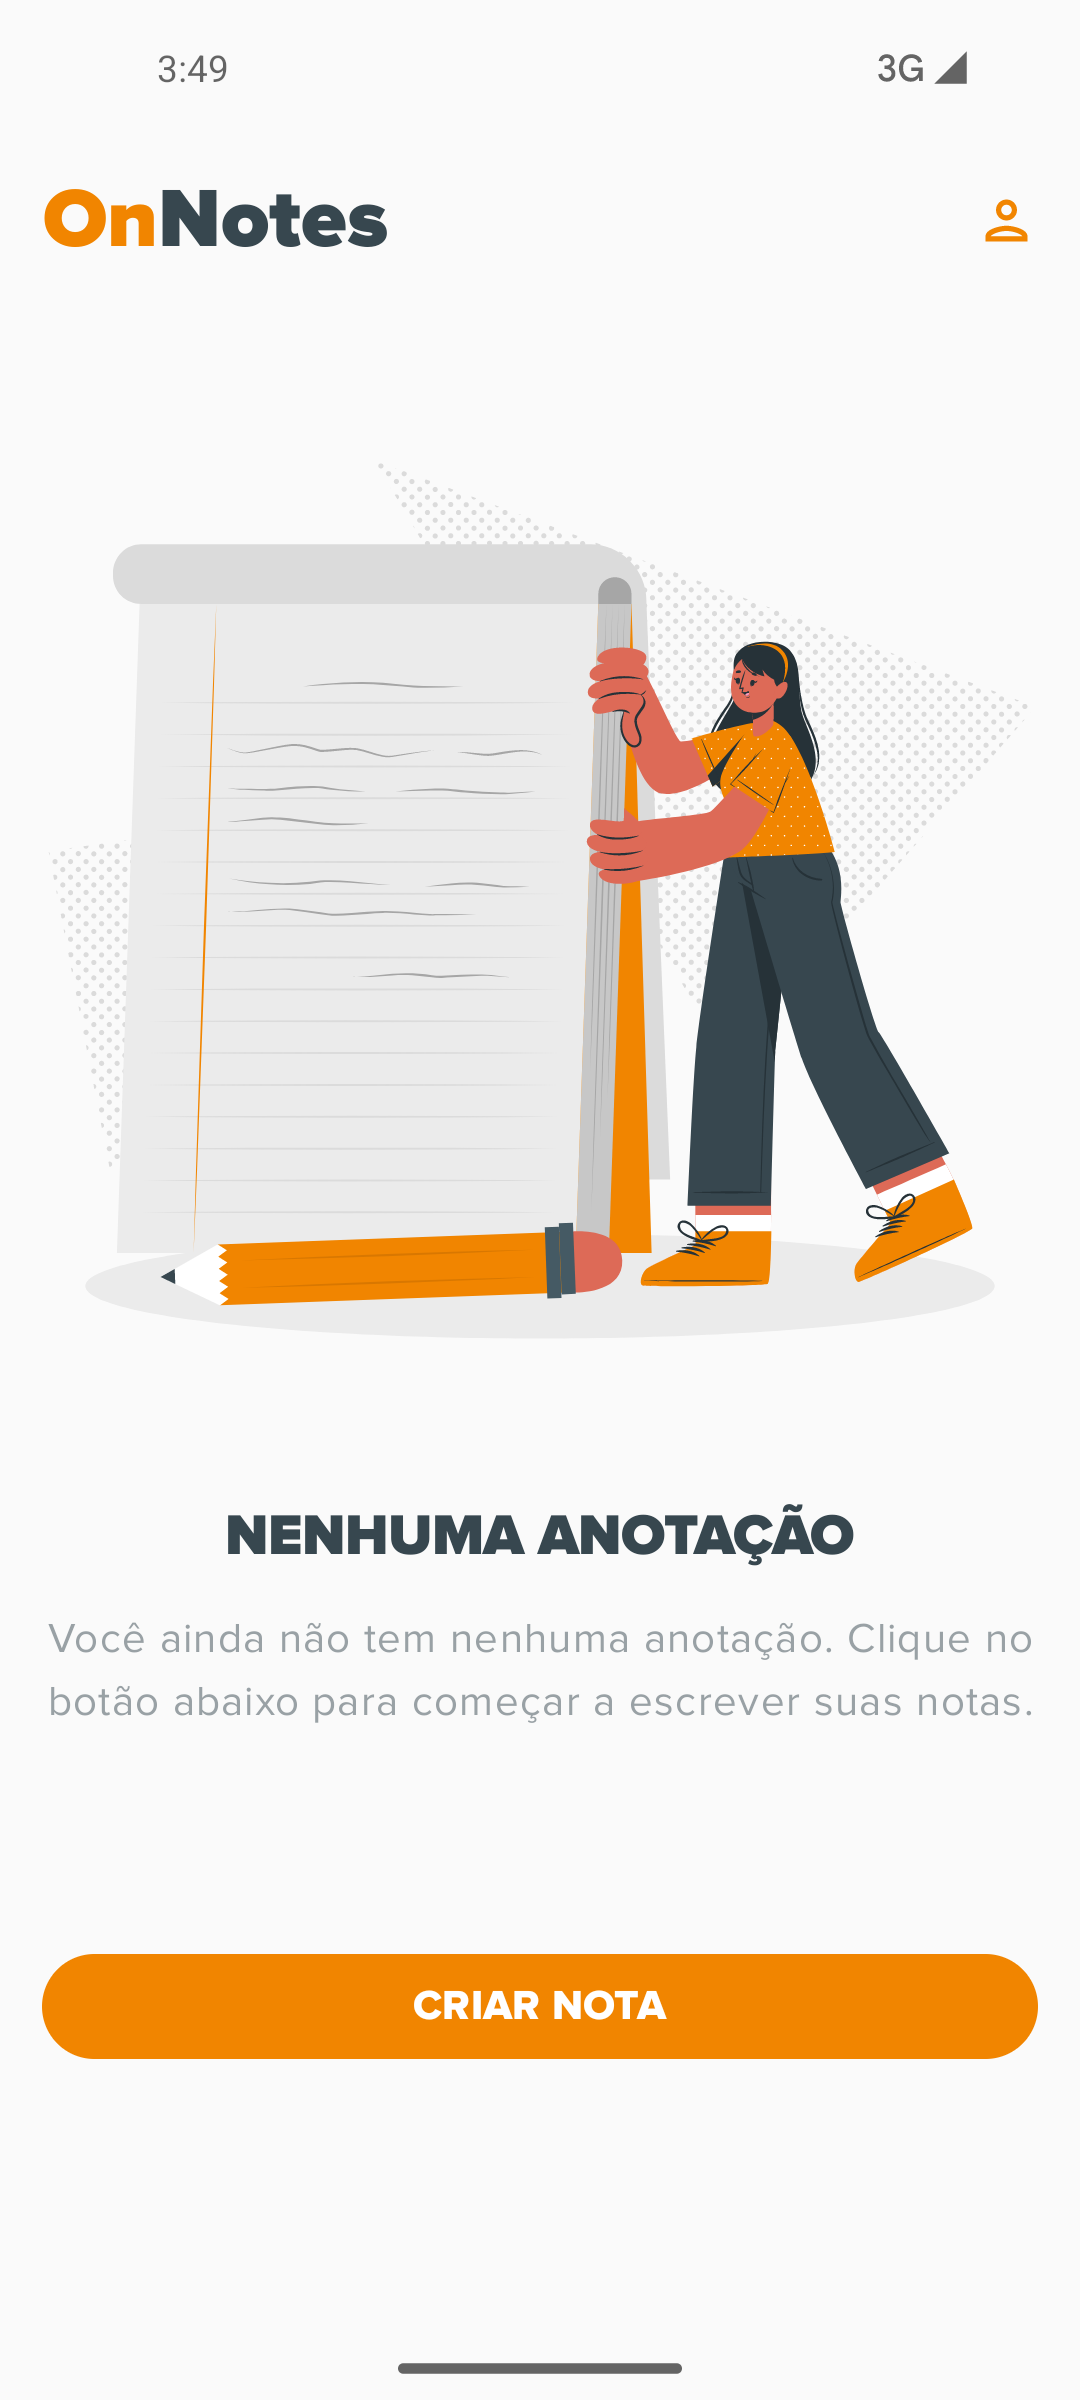 3:49
3G
OnNotes
NENHUMA ANOTAÇÃO
Você ainda não tem nenhuma anotação. Clique no
botão abaixo para começar a escrever suas notas.
CRIAR NOTA